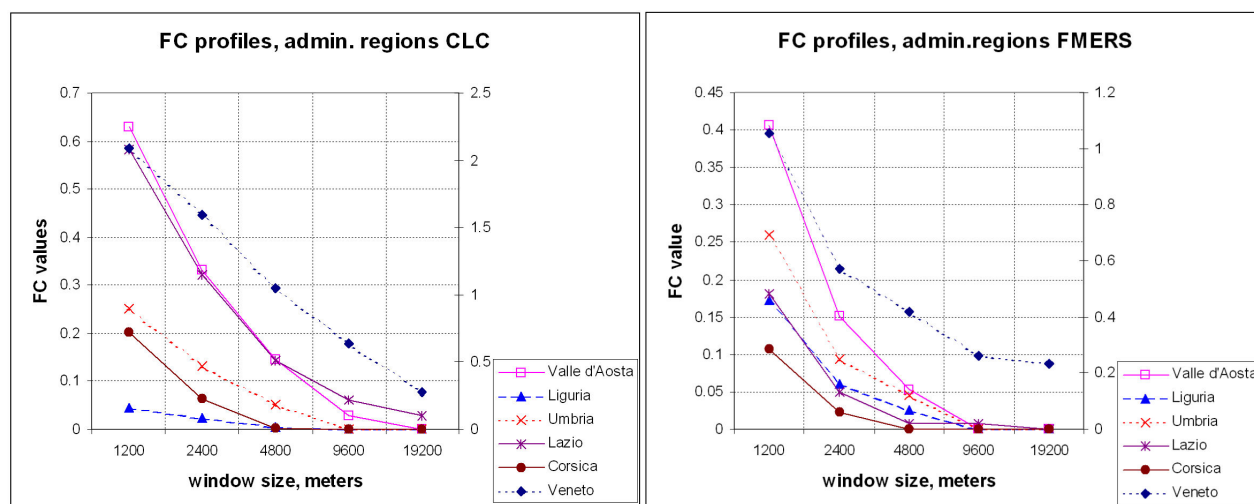 FC profiles, admin. regions CLC
FC values
0.7
0.6
0.5
0.4
0.3
0.2
0.1
0
2.5
2
1.5
1
0.5
0
1200 2400 4800 9600 19200
window size, meters
Valle d'Aosta
Liguria
Umbria
Lazio
Corsica
Veneto
FC profiles, admin.regions FMERS
FC value
0.45
0.4
0.35
0.3
0.25
0.2
0.15
0.1
0.05
0
1.2
1
0.8
0.6
0.4
0.2
0
1200 2400 4800 9600 19200
window size, meters
Valle d'Aosta
Liguria
Umbria
Lazio
Corsica
Veneto